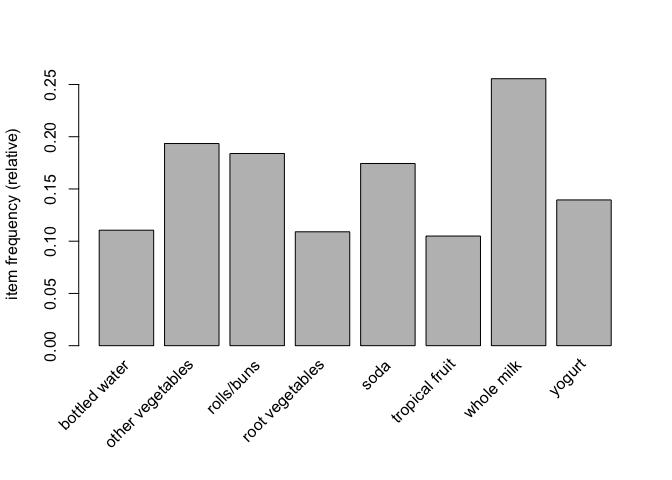 item frequency (relative)
0.25
0.20
0.15
0.10
0.05
0.00
bottled water
other vegetables
rolls/buns
root vegetables
soda
tropical fruit
whole milk
yogurt